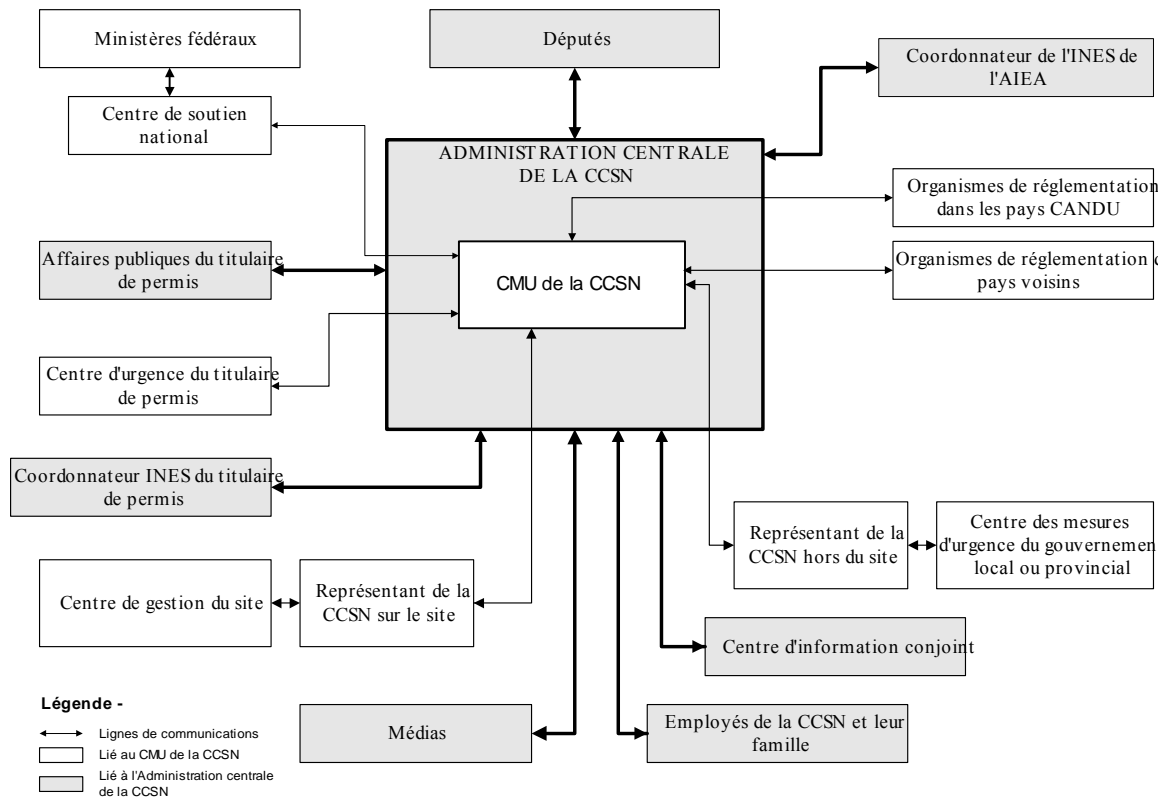 Ministères fédéraux
Députés
Coordonnateur de l'INES de
l'AIEA
Centre de soutien
national
ADMINISTRATION CENTRALE
DE LA CCSN
Organismes de réglementation
dans les pays CANDU
Affaires publiques du titulaire
de permis
CMU de la CCSN
Organismes de réglementation d
pays voisins
Centre d'urgence du titulaire
de permis
Coordonnateur INES du titulaire
de permis
Représentant de la
CCSN hors du site
Centre des mesures
d'urgence du gouvernemen
local ou provincial
Centre de gestion du site
Représentant de la
CCSN sur le site
Centre d'information conjoint
Médias
Employés de la CCSN et leur
famille
Légende -
Lignes de communications
Lié au CMU de la CCSN
Lié à l'Administration centrale
de la CCSN